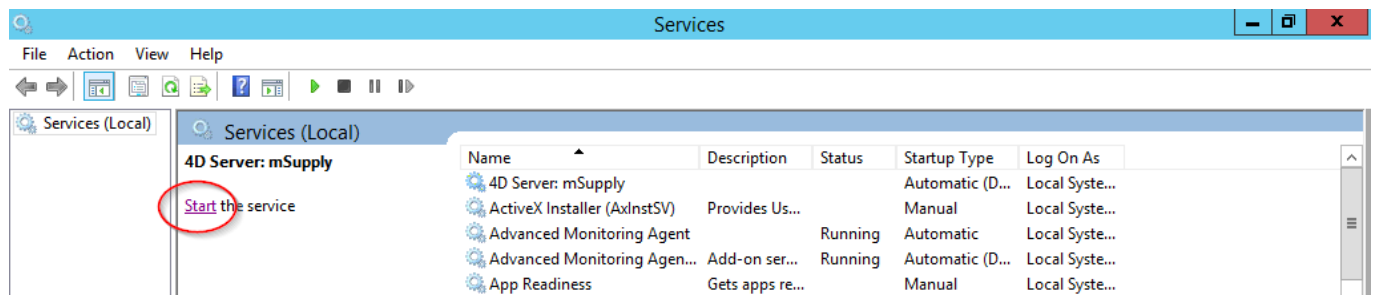 Services
File Action View Help
Services (Local)
Services (Local)
4D Server: mSupply
Start the service
Name Description Status Startup Type Log On As
4D Server: mSupply Automatic (D... Local Syste...
ActiveX Installer (AxInstSV) Provides Us... Manual Local Syste...
Advanced Monitoring Agent Running Automatic Local Syste...
Advanced Monitoring Agen... Add-on ser... Running Automatic (D... Local Syste...
App Readiness Gets apps re... Manual Local Syste...